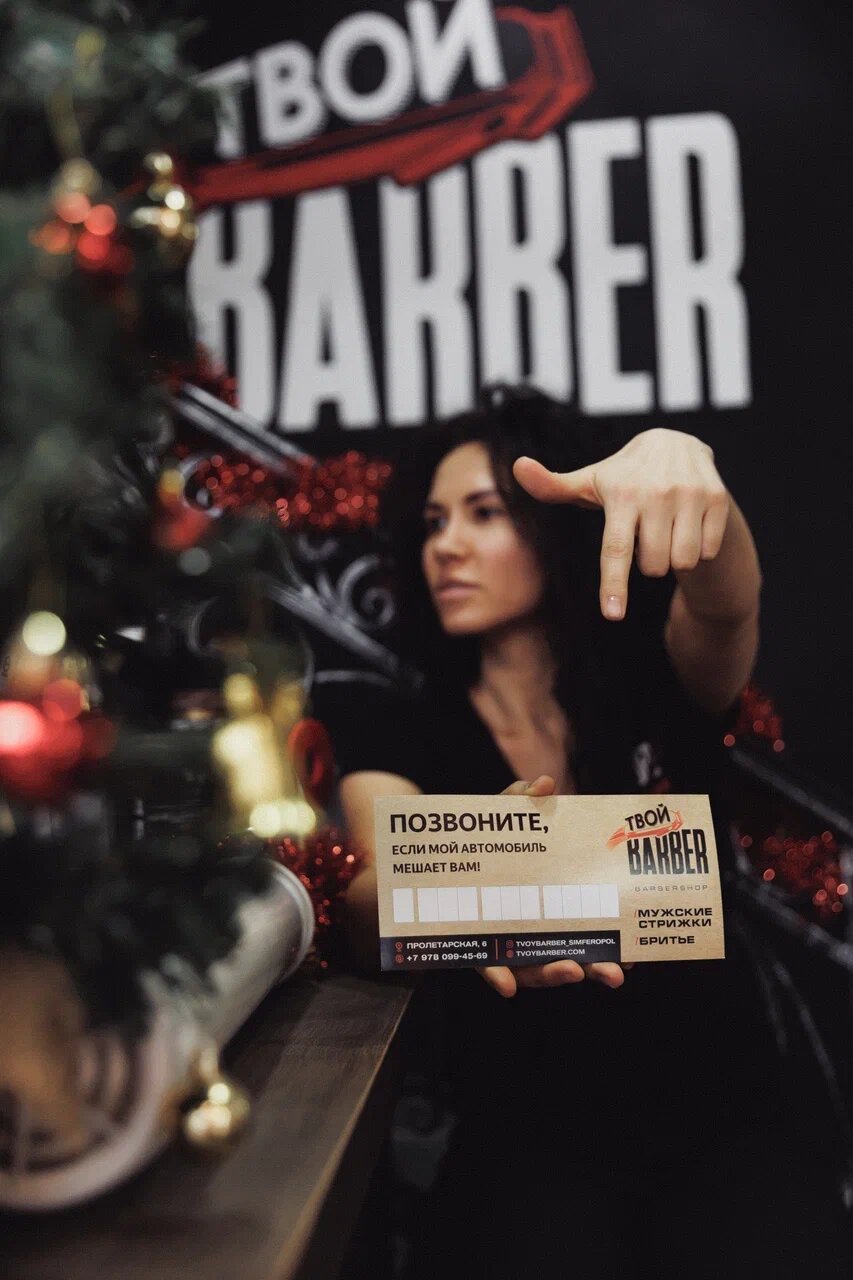 ТВОЙ
BARBER
ПОЗВОНИТЕ,
ЕСЛИ МОЙ АВТОМОБИЛЬ
МЕШАЕТ ВАМ!
ПРОЛЕТАРСКАЯ, 6
+7 978 099-45-69
TVOYBARBER_SIMFEROPOL
TVOYBARBER.COM
ТВОЙ
BARBER
BARBERSHOP
/МУЖСКИЕ
СТРИЖКИ
/БРИТЬЕ